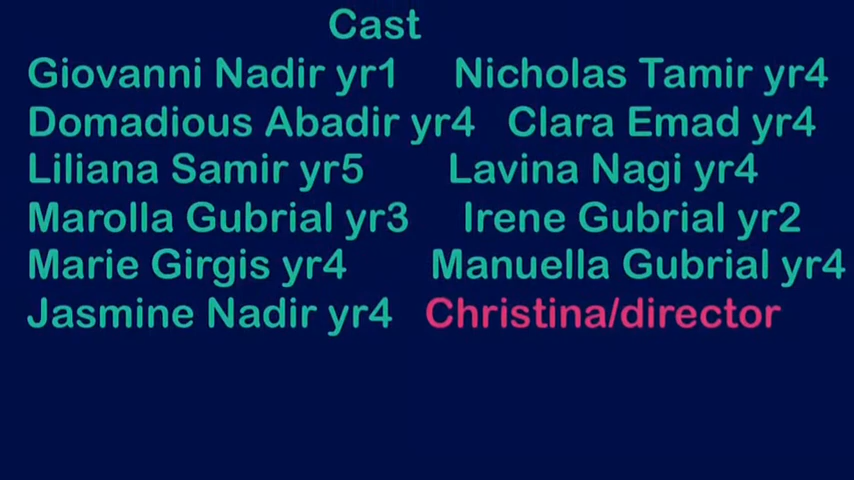 Cast
Giovanni Nadir yr1 Nicholas Tamir yr4
Domadious Abadir yr4 Clara Emad yr4
Liliana Samir yr5 Lavina Nagi yr4
Marolla Gubrial yr3 Irene Gubrial yr2
Marie Girgis yr4 Manuella Gubrial yr4
Jasmine Nadir yr4 Christina/director